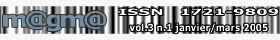 m@gm@ ISSN 1721-9809
vol.3 n.1 janvier/mars 2005